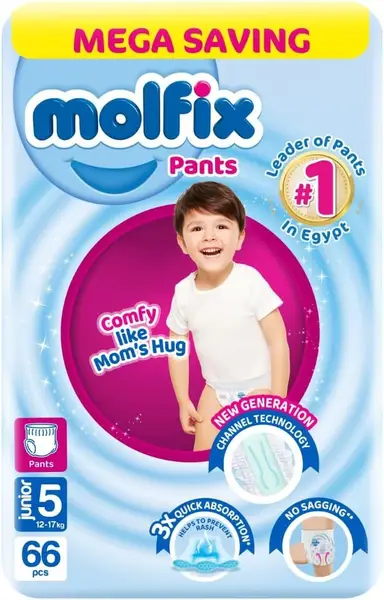 MEGA SAVING
molfix
Pants
Leader of Pants
#1
in Egypt
Comfy
like
Mom's Hug
NEW GENERATION
CHANNEL TECHNOLOGY
Pants
junior
5
12-17kg
66
pcs
3X QUICK ABSORPTION*
HELPS TO PREVENT
RASH
NO SAGGING**